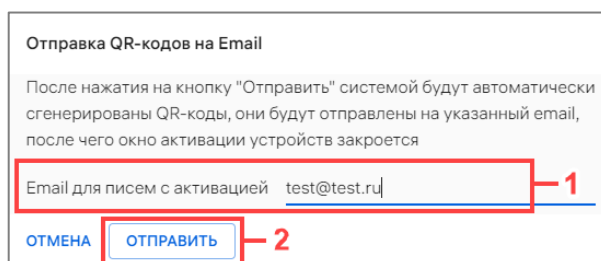 Отправка QR-кодов на Email
После нажатия на кнопку "Отправить" системой будут автоматически
сгенерированы QR-коды, они будут отправлены на указанный email,
после чего окно активации устройств закроется
Email для писем с активацией test@test.ru 1
ОТМЕНА ОТПРАВИТЬ 2